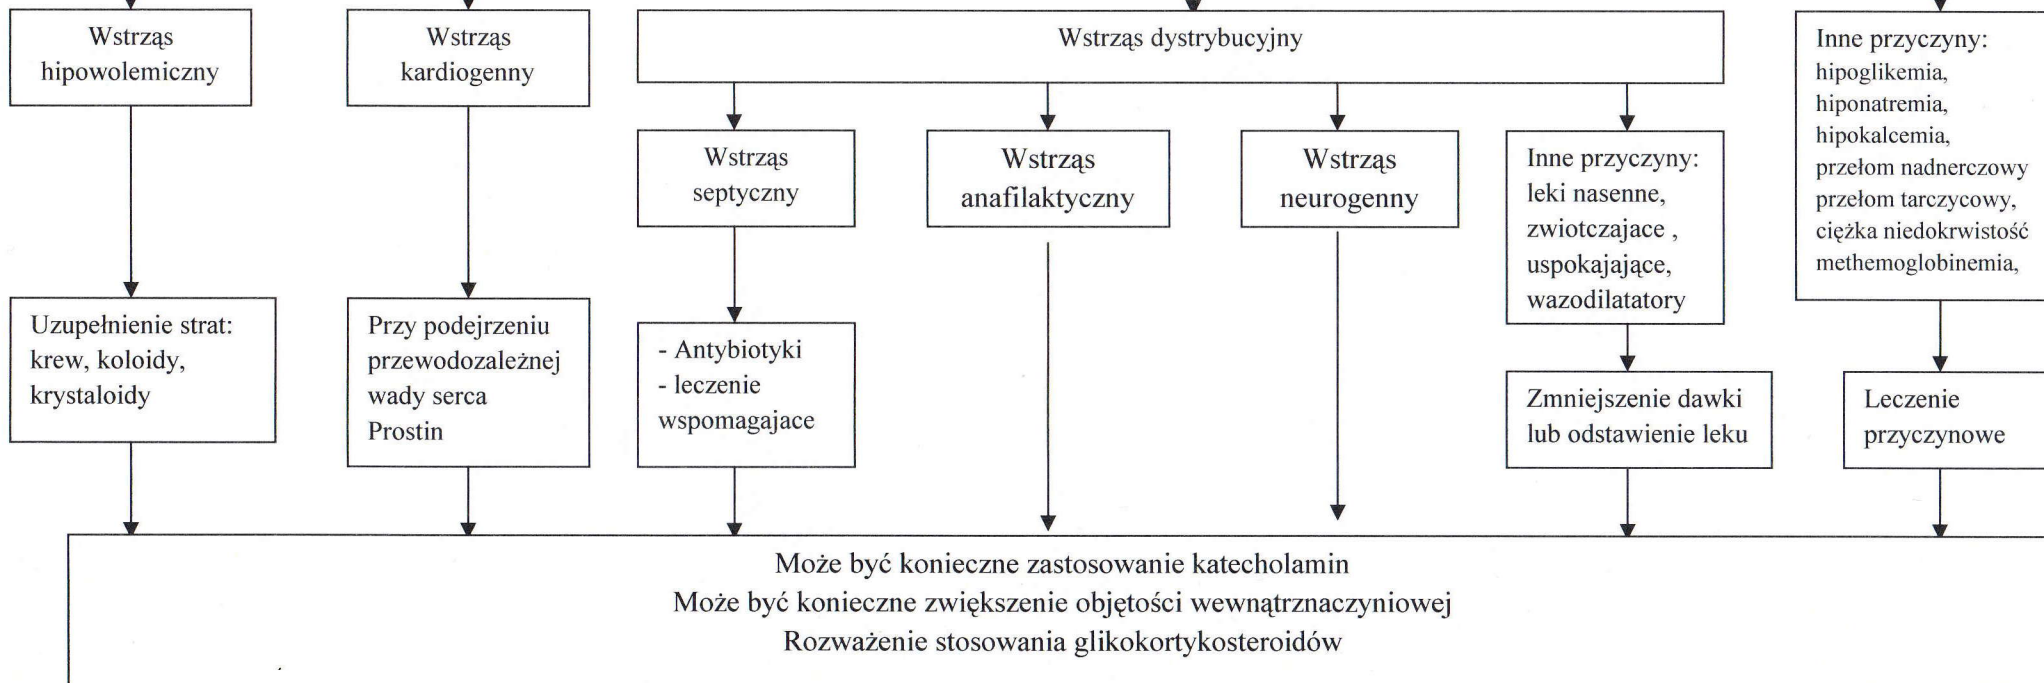 Wstrząs
hipowolemiczny
Wstrząs
kardiogenny
Wstrząs dystrybucyjny
Inne przyczyny:
hipoglikemia,
hiponatremia,
hipokalcemia,
przełom nadnerczowy
przełom tarczycowy,
ciężka niedokrwistość
methemoglobinemia,
Wstrząs
septyczny
Wstrząs
anafilaktyczny
Wstrząs
neurogenny
Inne przyczyny:
leki nasenne,
zwiotczajace ,
uspokajające,
wazodilatatory
Uzupełnienie strat:
krew, koloidy,
krystaloidy
Przy podejrzeniu
przewodozależnej
wady serca
Prostin
- Antybiotyki
- leczenie
wspomagajace
Zmniejszenie dawki
lub odstawienie leku
Leczenie
przyczynowe
Może być konieczne zastosowanie katecholamin
Może być konieczne zwiększenie objętości wewnątrznaczyniowej
Rozważenie stosowania glikokortykosteroidów